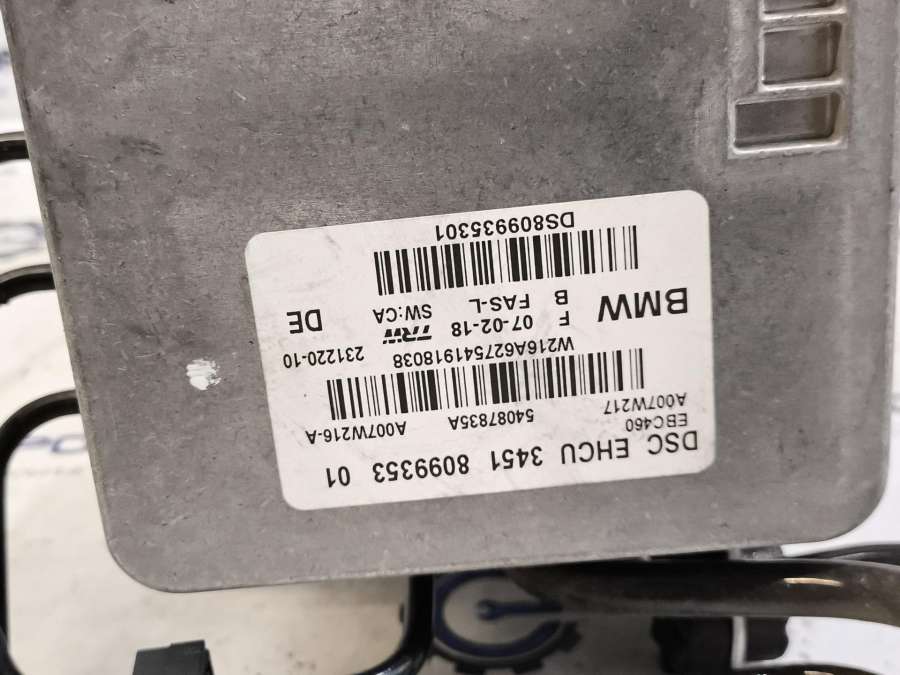 DSC EHCU 3451 8099353 01
EBC460
A007W217 54087835A A007W216-A
W216A6275411918038
BMW F 07-02-18 TRW 231220-10
B FAS-L SW:CA DE
DS809935301